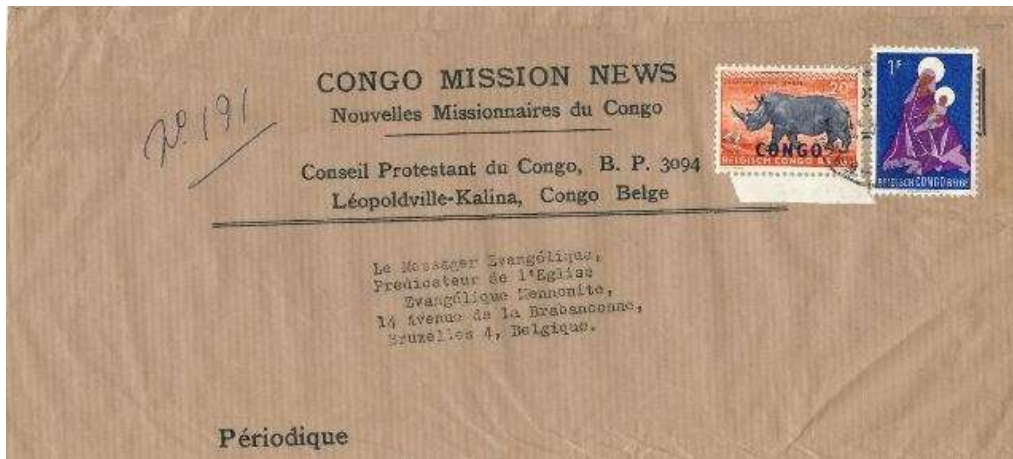 CONGO MISSION NEWS
Nouvelles Missionnaires du Congo
Conseil Protestant du Congo, B. P. 3094
Léopoldville-Kalina, Congo Belge
No 191
20c
CONGO
BELGISCH CONGO BELGE
1F
BELGISCH CONGO BELGE
Le Messager Evangélique,
Prédicateur de l'Eglise
Evangélique Mennonite,
14 Avenue de la Brabanconne,
Bruxelles 4, Belgique.
Périodique